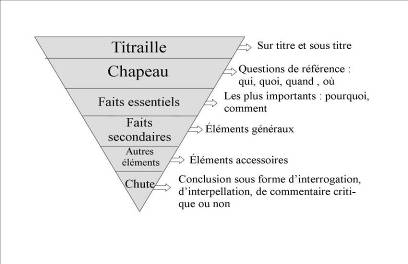 Titraille
Sur titre et sous titre
Chapeau
Questions de référence :
qui, quoi, quand , où
Faits essentiels
Les plus importants : pourquoi,
comment
Faits
secondaires
Éléments généraux
Autres
éléments
Éléments accessoires
Chute
Conclusion sous forme d'interrogation,
d'interpellation, de commentaire criti-
que ou non